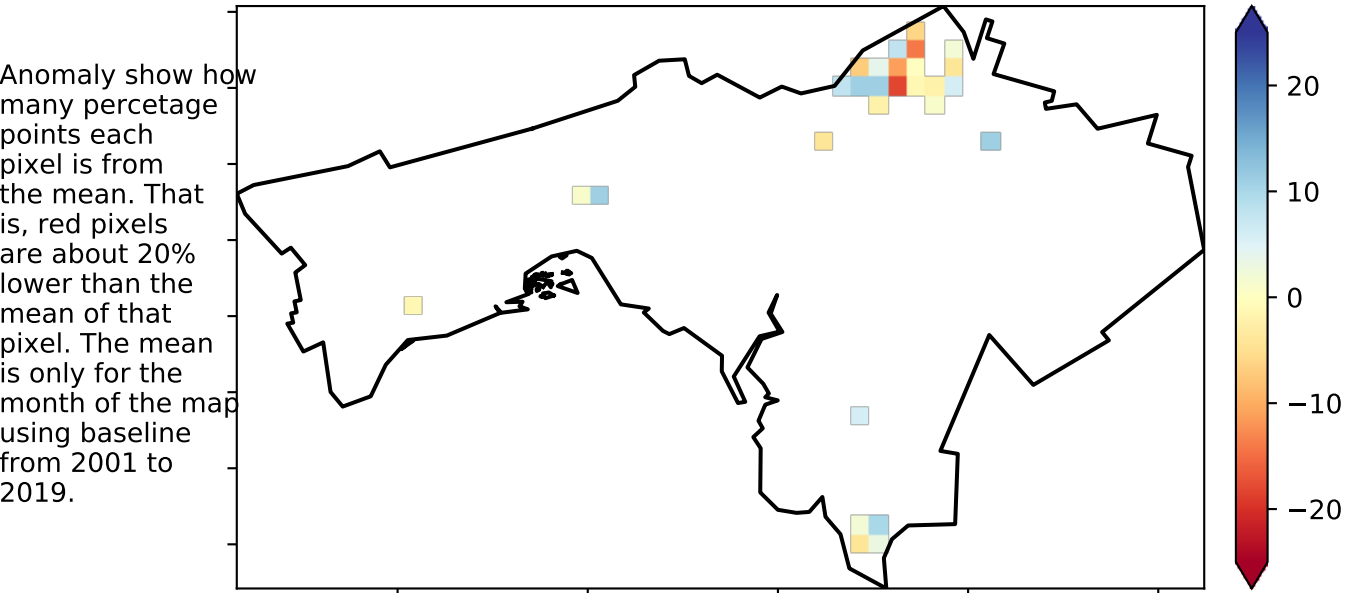 Anomaly show how
many percetage
points each
pixel is from
the mean. That
is, red pixels
are about 20%
lower than the
mean of that
pixel. The mean
is only for the
month of the map
using baseline
from 2001 to
2019.
20
10
0
−10
−20